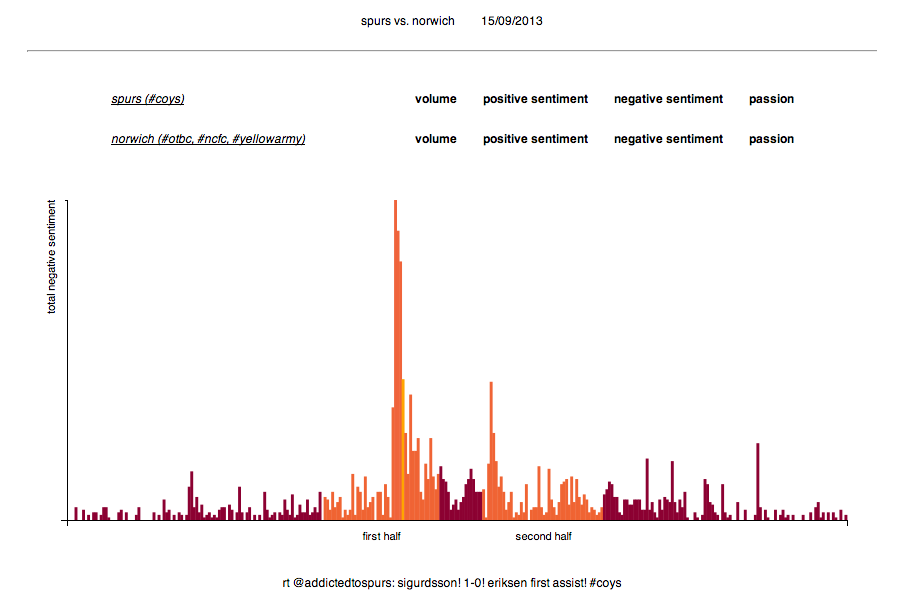 spurs vs. norwich 15/09/2013
spurs (#coys) volume positive sentiment negative sentiment passion
norwich (#otbc, #ncfc, #yellowarmy) volume positive sentiment negative sentiment passion
total negative sentiment
first half second half
rt @addictedtospurs: sigurdsson! 1-0! eriksen first assist! #coys